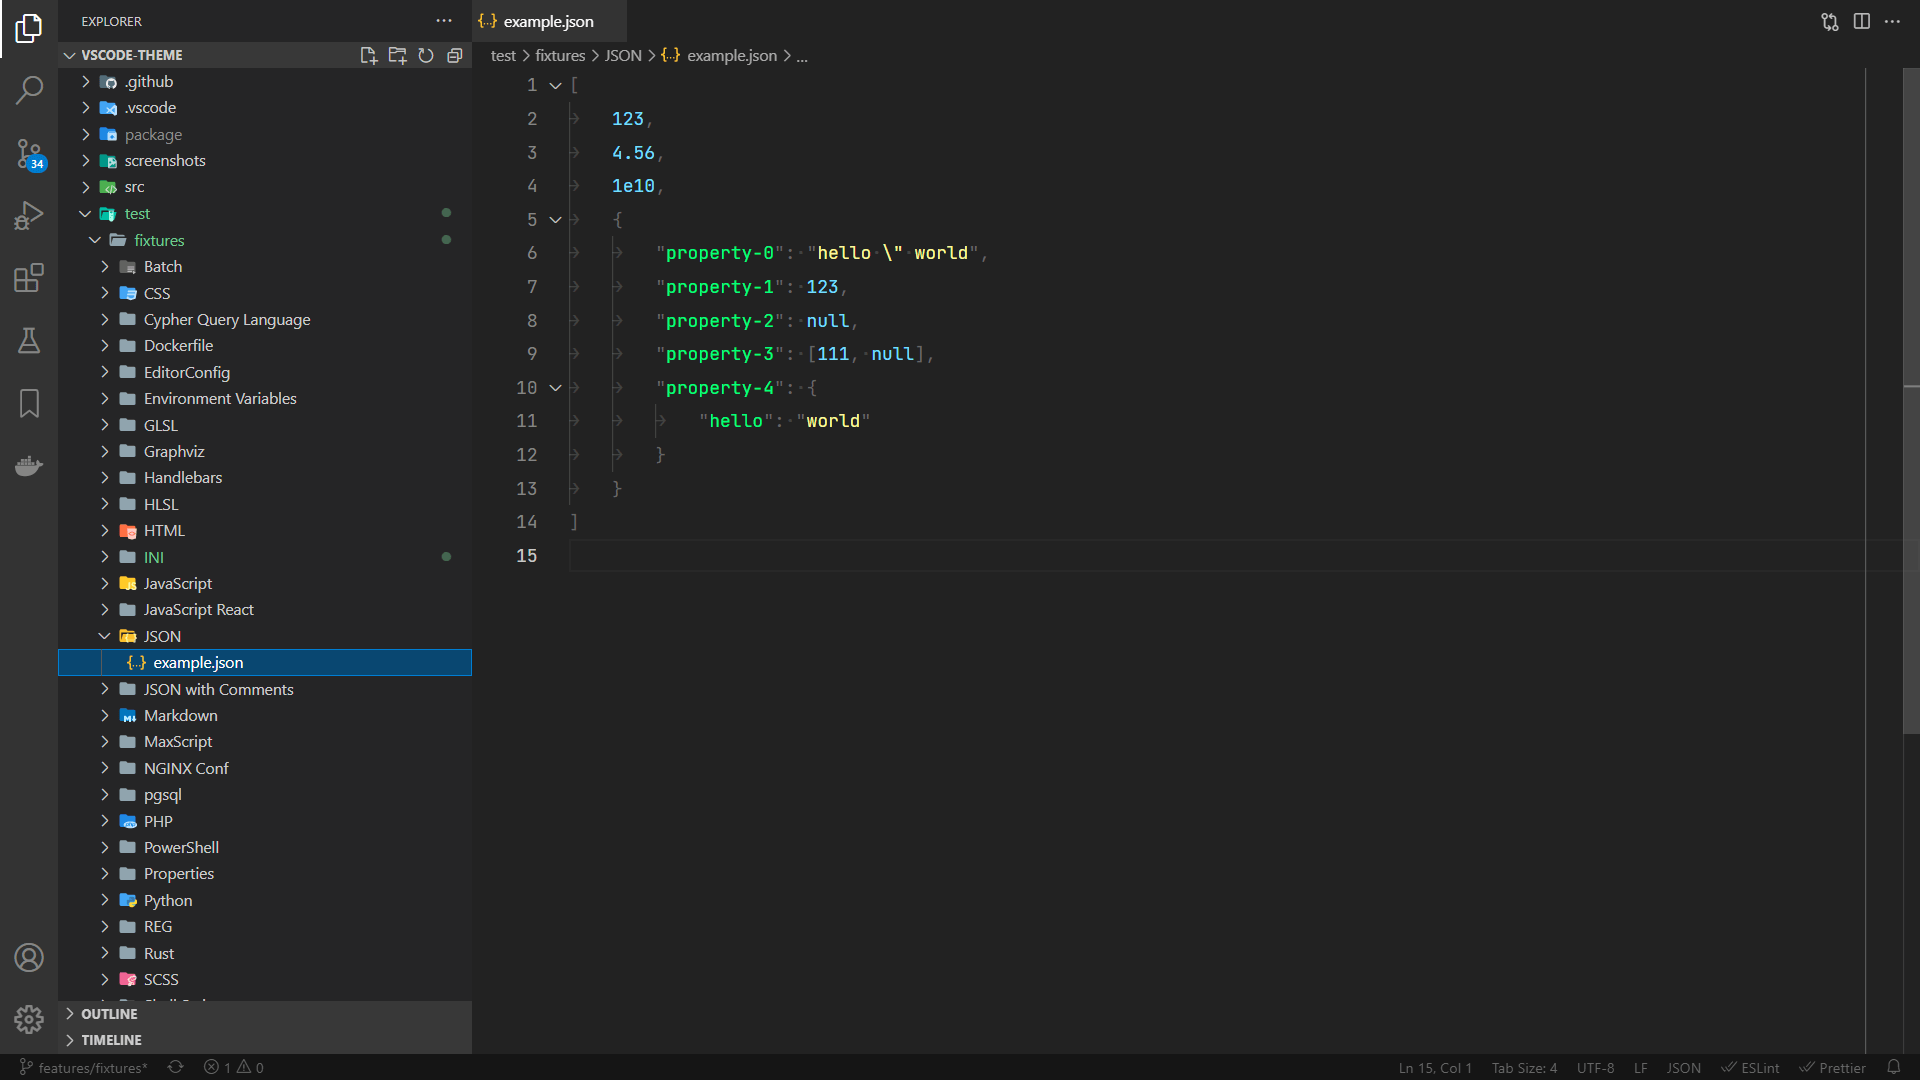 EXPLORER
VSCODE-THEME
.github
.vscode
package
screenshots
src
test
fixtures
Batch
CSS
Cypher Query Language
Dockerfile
EditorConfig
Environment Variables
GLSL
Graphviz
Handlebars
HLSL
HTML
INI
JavaScript
JavaScript React
JSON
example.json
JSON with Comments
Markdown
MaxScript
NGINX Conf
pgsql
PHP
PowerShell
Properties
Python
REG
Rust
SCSS
OUTLINE
TIMELINE
34
{..} example.json
test > fixtures > JSON > {..} example.json > ...
1 [
2 123,
3 4.56,
4 1e10,
5 {
6 "property-0": "hello \" world",
7 "property-1": 123,
8 "property-2": null,
9 "property-3": [111, null],
10 "property-4": {
11 "hello": "world"
12 }
13 }
14 ]
15
features/fixtures* 1 0 Ln 15, Col 1 Tab Size: 4 UTF-8 LF JSON ESLint Prettier